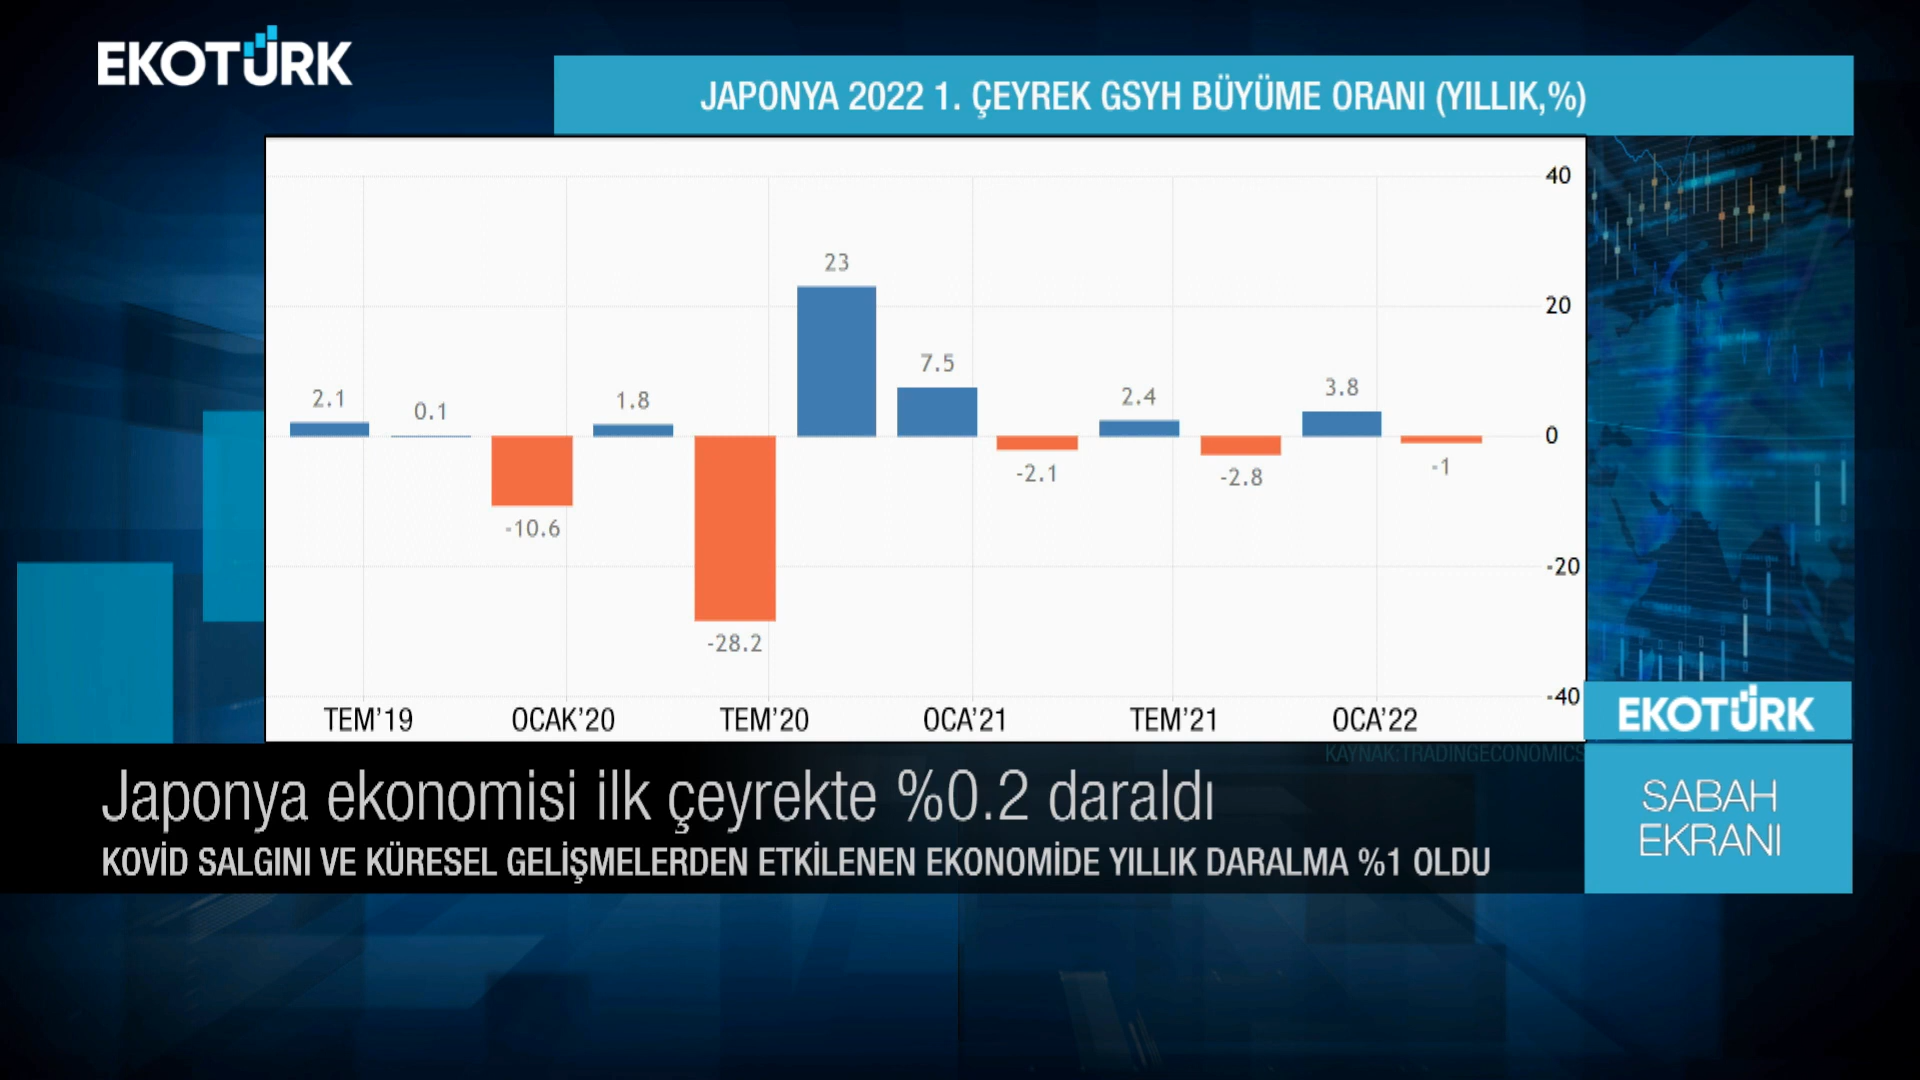 EKOTÜRK
JAPONYA 2022 1. ÇEYREK GSYH BÜYÜME ORANI (YILLIK,%)
40
20
0
-20
-40
2.1
0.1
-10.6
1.8
-28.2
23
7.5
-2.1
2.4
-2.8
3.8
-1
TEM'19 OCAK'20 TEM'20 OCA'21 TEM'21 OCA'22
EKOTÜRK
KAYNAK:TRADINGECONOMICS
Japonya ekonomisi ilk çeyrekte %0.2 daraldı
KOVİD SALGINI VE KÜRESEL GELİŞMELERDEN ETKİLENEN EKONOMİDE YILLIK DARALMA %1 OLDU
SABAH
EKRANI